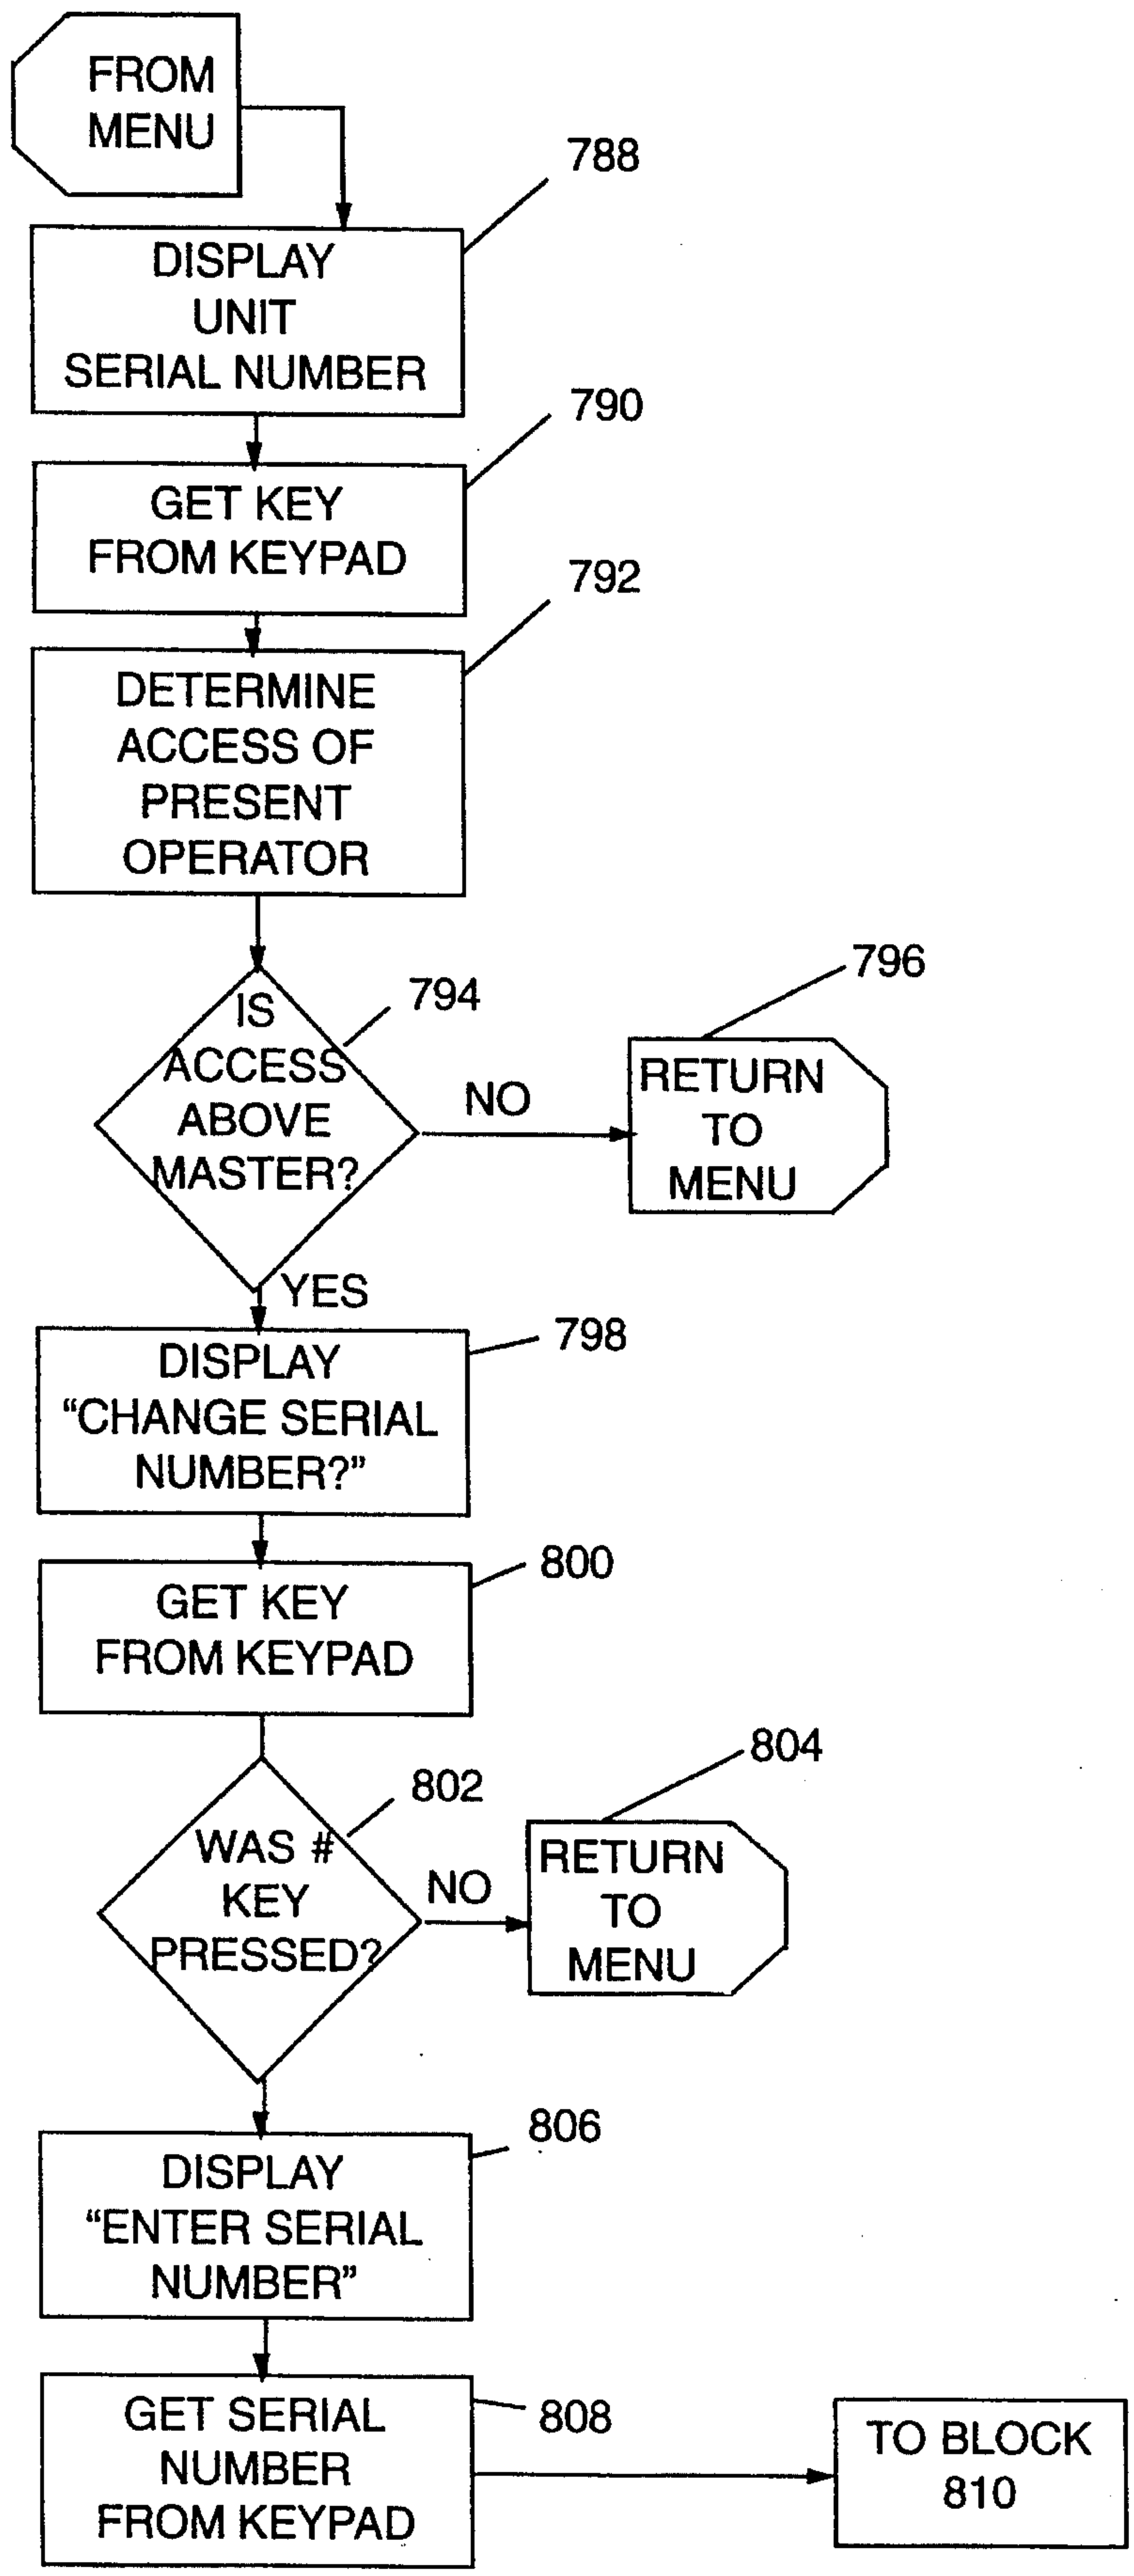 FROM
MENU
788
DISPLAY
UNIT
SERIAL NUMBER
790
GET KEY
FROM KEYPAD
792
DETERMINE
ACCESS OF
PRESENT
OPERATOR
794
IS
ACCESS
ABOVE
MASTER?
NO
796
RETURN
TO
MENU
YES
798
DISPLAY
“CHANGE SERIAL
NUMBER?”
800
GET KEY
FROM KEYPAD
802
WAS #
KEY
PRESSED?
NO
804
RETURN
TO
MENU
806
DISPLAY
“ENTER SERIAL
NUMBER”
808
GET SERIAL
NUMBER
FROM KEYPAD
TO BLOCK
810